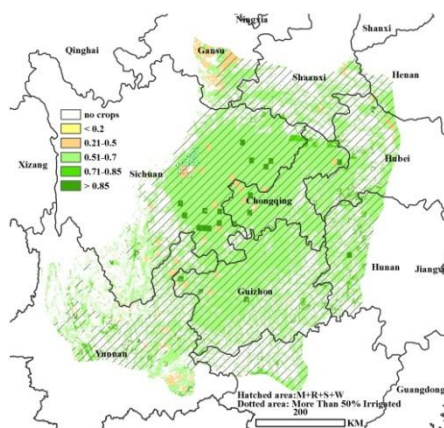 Ningxia
Shanxi
Qinghai
Gansu
Shaanxi
Henan
no crops
< 0.2
0.21-0.5
0.51-0.7
0.71-0.85
> 0.85
Xizang
Sichuan
Hubei
Chongqing
Hunan
Jiangx
Guizhou
Yunnan
Guangdong
Hatched area:M+R+S+W
Dotted area: More Than 50% Irrigated
200
KM